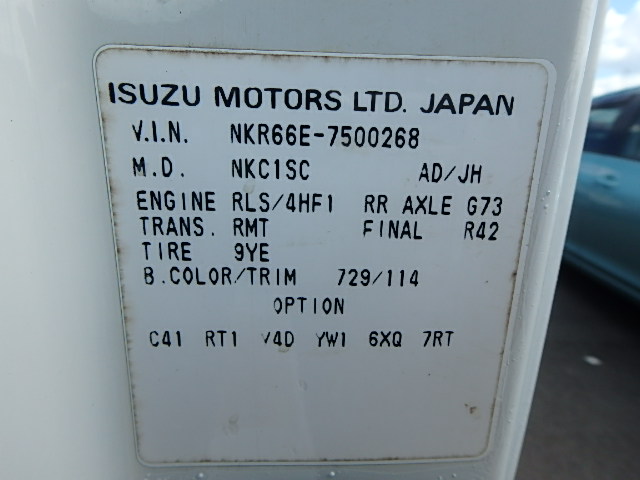 ISUZU MOTORS LTD. JAPAN
V.I.N. NKR66E-7500268
M.D. NKC1SC AD/JH
ENGINE RLS/4HF1 RR AXLE G73
TRANS. RMT FINAL R42
TIRE 9YE
B.COLOR/TRIM 729/114
OPTION
C41 RT1 V4D YW1 6XQ 7RT